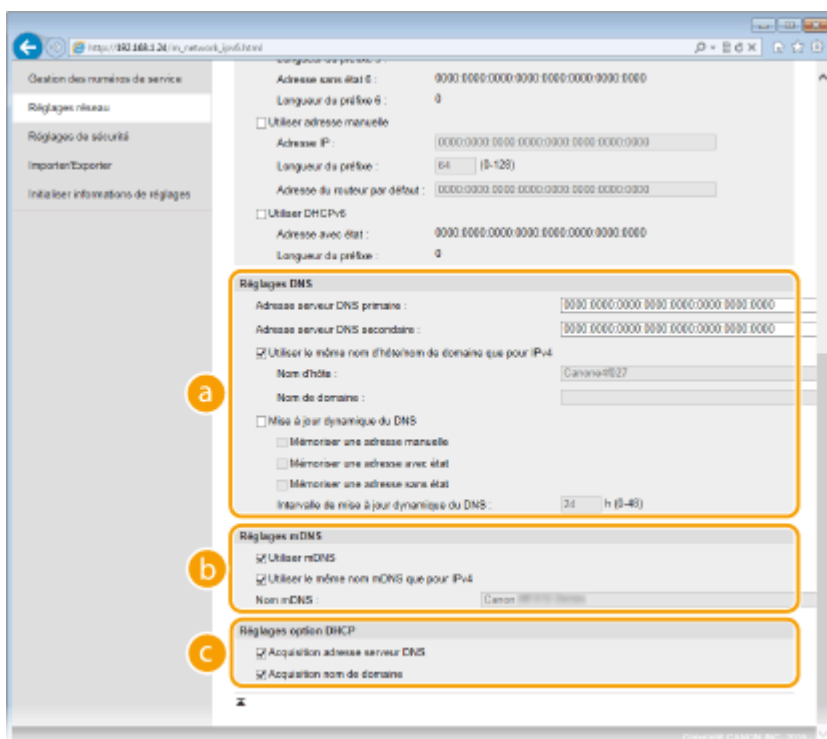 http://192.168.1.24/m_network_ipv6.html
Gestion des numéros de service
Réglages réseau
Réglages de sécurité
Importer/Exporter
Initialiser informations de réglages
Longueur du préfixe 5 :
Adresse sans état 6 : 0000:0000:0000:0000:0000:0000:0000:0000
Longueur du préfixe 6 : 0
Utiliser adresse manuelle
Adresse IP : 0000:0000:0000:0000:0000:0000:0000:0000
Longueur du préfixe : 64 (0-128)
Adresse du routeur par défaut : 0000:0000:0000:0000:0000:0000:0000:0000
Utiliser DHCPv6
Adresse avec état : 0000:0000:0000:0000:0000:0000:0000:0000
Longueur du préfixe : 0
a
Réglages DNS
Adresse serveur DNS primaire : 0000:0000:0000:0000:0000:0000:0000:0000
Adresse serveur DNS secondaire : 0000:0000:0000:0000:0000:0000:0000:0000
Utiliser le même nom d'hôte/nom de domaine que pour IPv4
Nom d'hôte : Canone4f027
Nom de domaine :
Mise à jour dynamique du DNS
Mémoriser une adresse manuelle
Mémoriser une adresse avec état
Mémoriser une adresse sans état
Intervalle de mise à jour dynamique du DNS : 24 h (0-48)
b
Réglages mDNS
Utiliser mDNS
Utiliser le même nom mDNS que pour IPv4
Nom mDNS : Canon
c
Réglages option DHCP
Acquisition adresse serveur DNS
Acquisition nom de domaine
Copyright CANON INC.